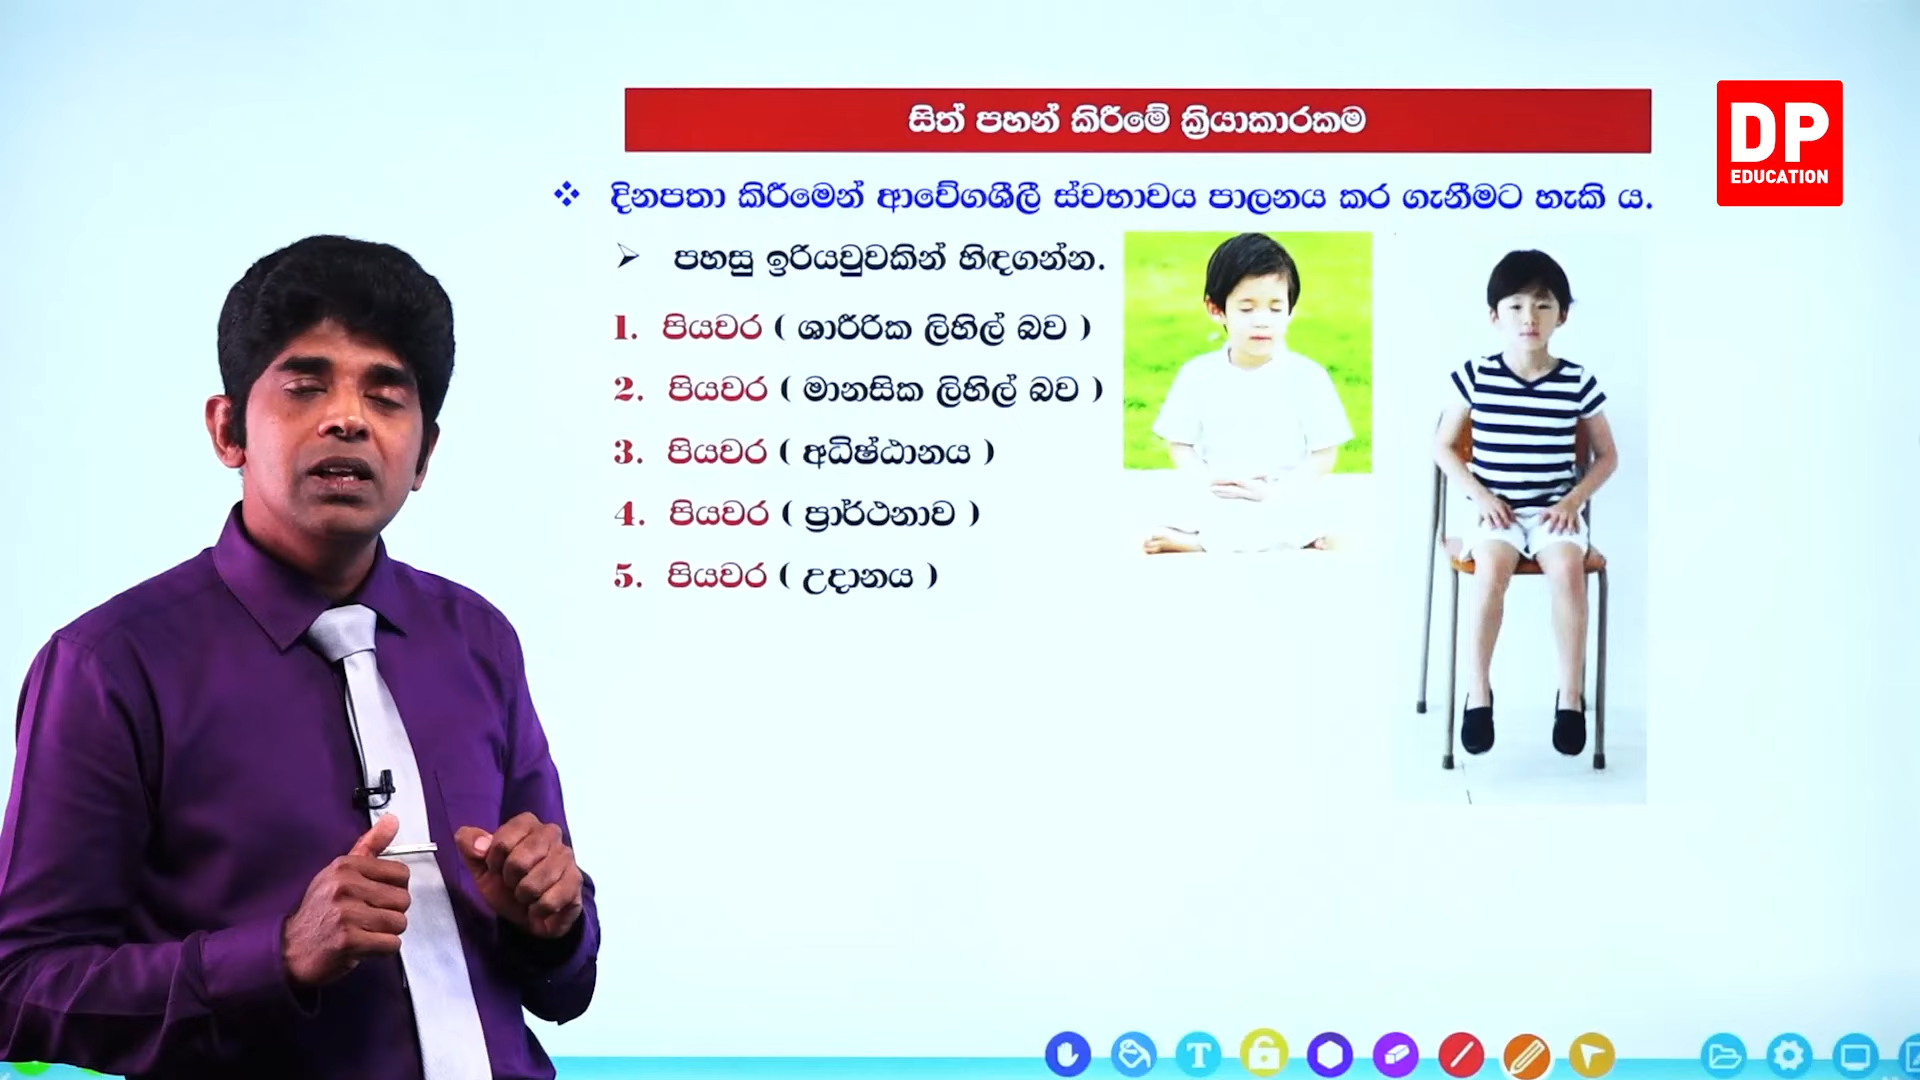 සිත් පහන් කිරීමේ ක්‍රියාකාරකම
DP
EDUCATION
දිනපතා කිරීමෙන් ආවේගශීලී ස්වභාවය පාලනය කර ගැනීමට හැකි ය.
පහසු ඉරියවුවකින් හිඳගන්න.
1. පියවර ( ශාරීරික ලිහිල් බව )
2. පියවර ( මානසික ලිහිල් බව )
3. පියවර ( අධිෂ්ඨානය )
4. පියවර ( ප්‍රාර්ථනාව )
5. පියවර ( උදානය )
T